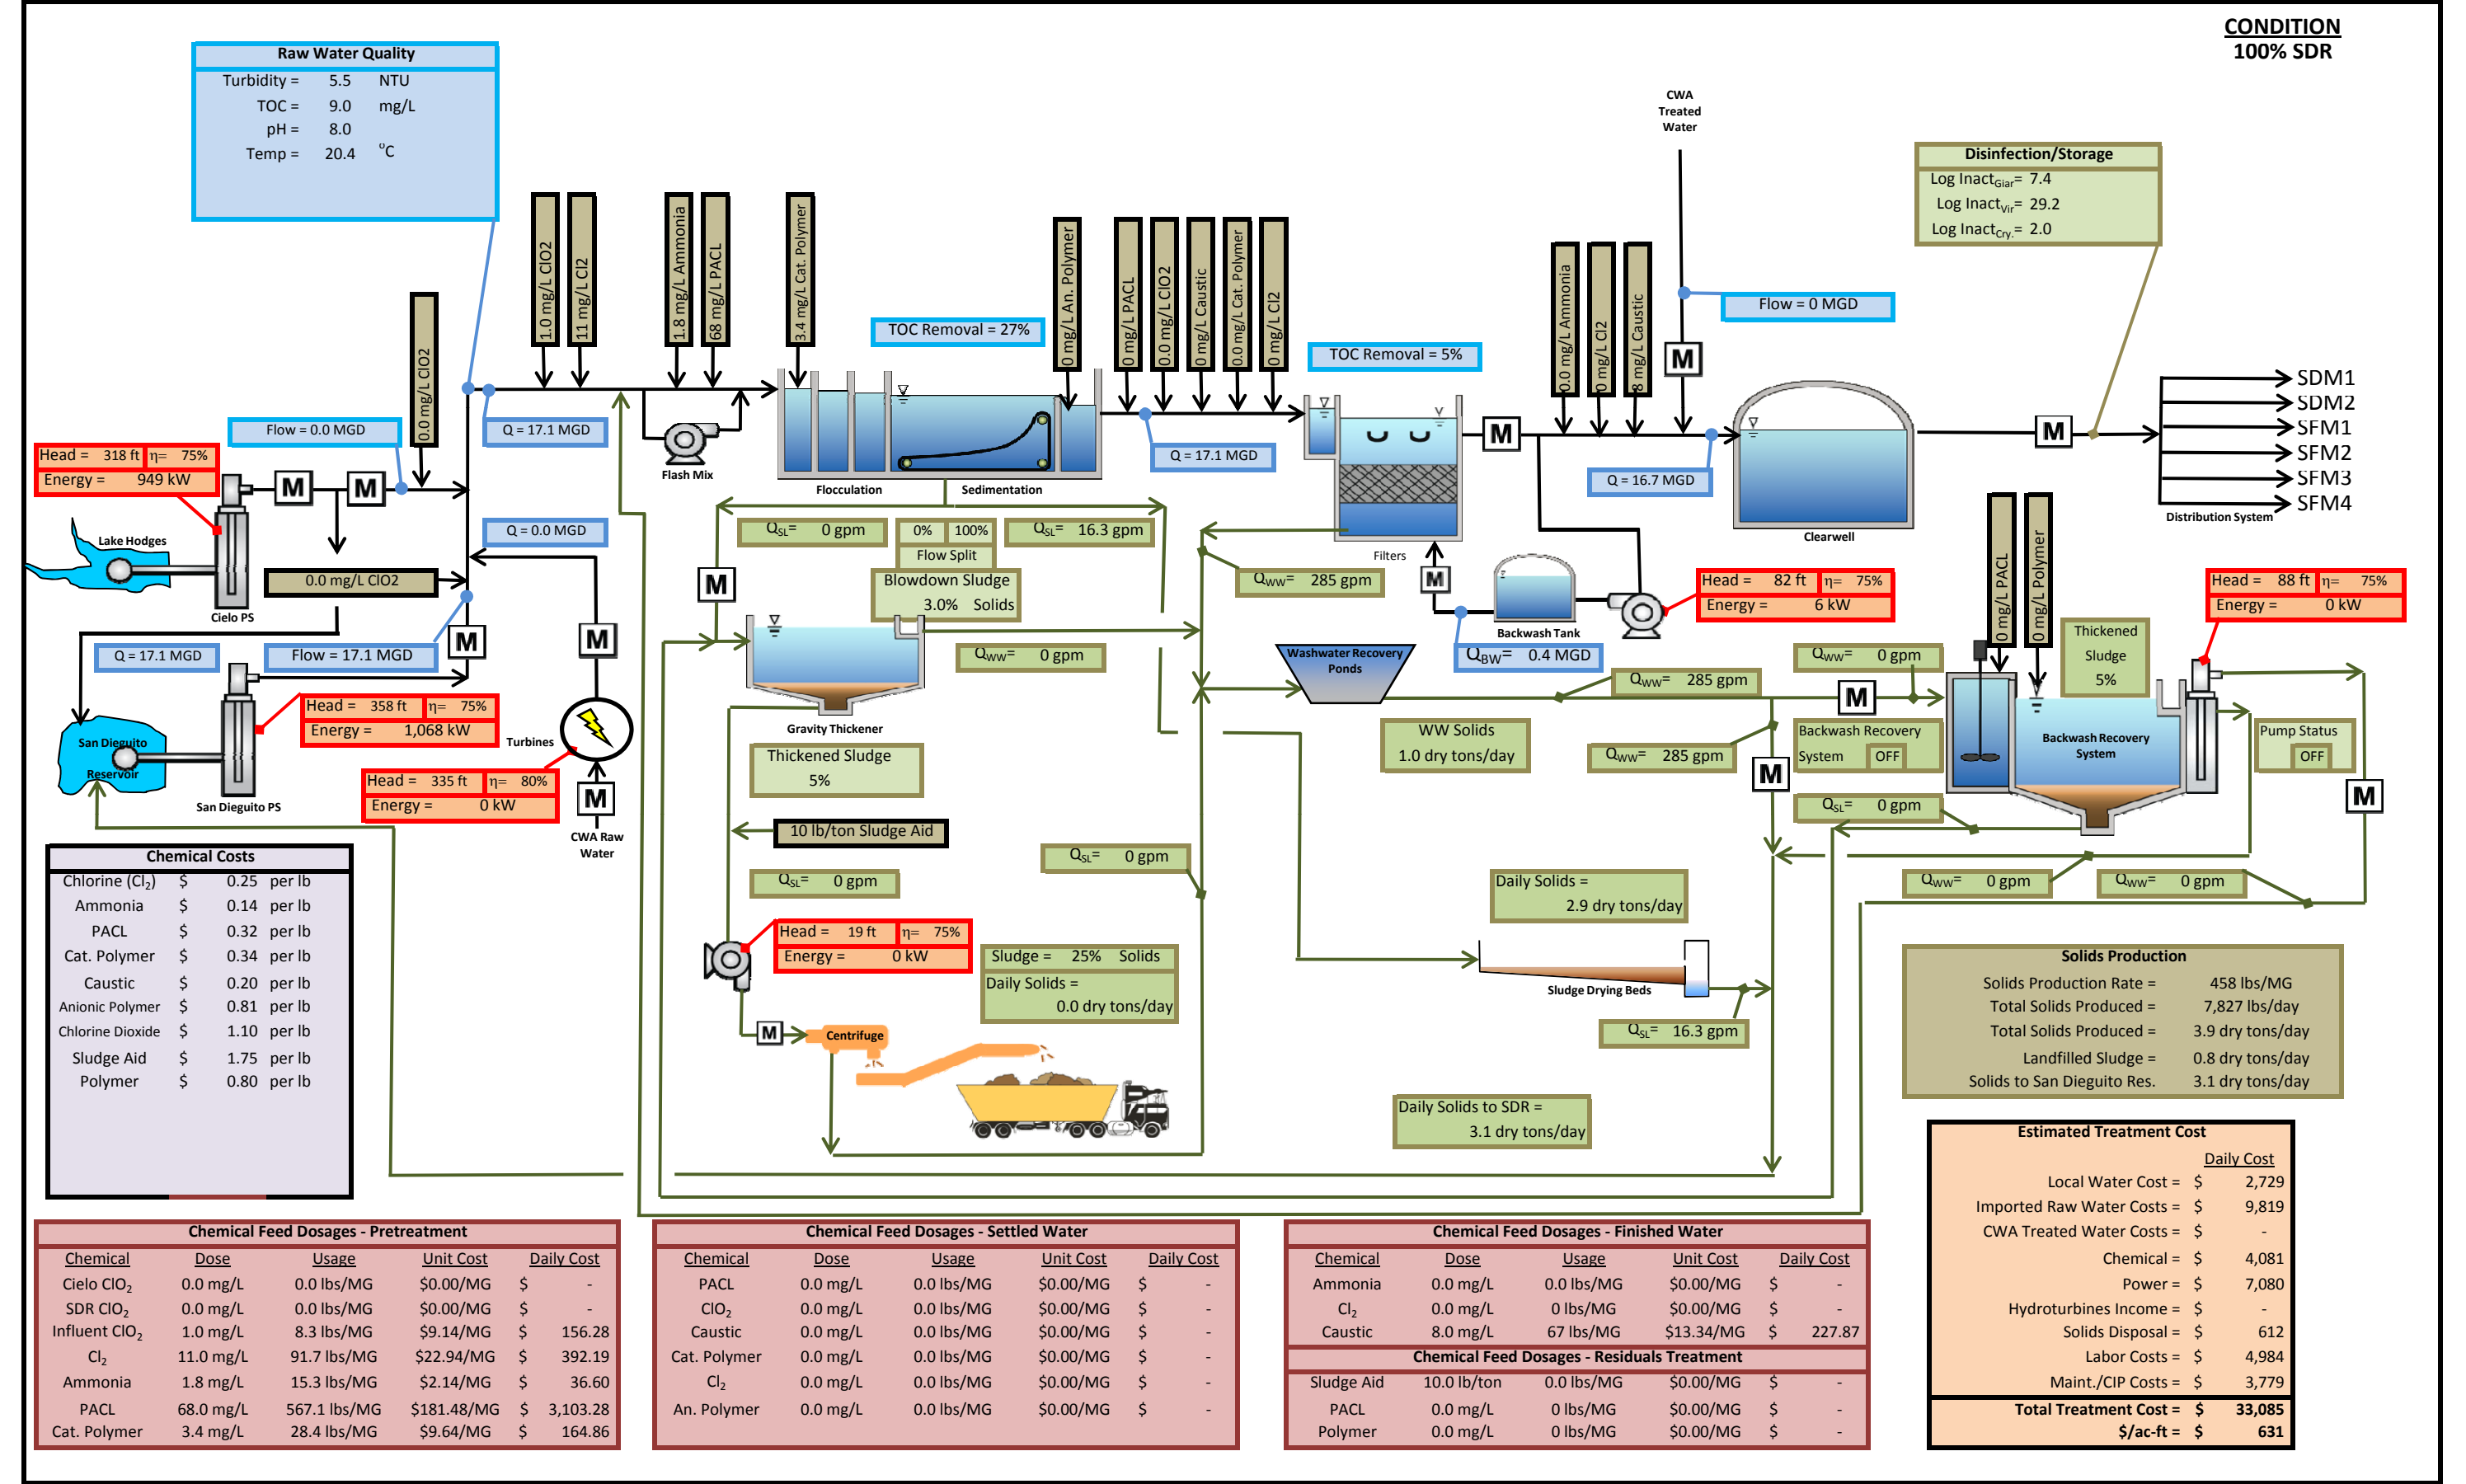 CONDITION
100% SDR
Raw Water Quality
Turbidity = 5.5 NTU
TOC = 9.0 mg/L
pH = 8.0
Temp = 20.4 °C
CWA
Treated
Water
Disinfection/Storage
Log Inact Giar= 7.4
Log Inact Vir= 29.2
Log Inact Cry.= 2.0
0.0 mg/L ClO2
1.0 mg/L ClO2
11 mg/L Cl2
1.8 mg/L Ammonia
68 mg/L PACL
3.4 mg/L Cat. Polymer
0 mg/L An. Polymer
0 mg/L PACL
0.0 mg/L ClO2
0 mg/L Caustic
0.0 mg/L Cat. Polymer
0 mg/L Cl2
0.0 mg/L Ammonia
0 mg/L Cl2
8 mg/L Caustic
Flow = 0 MGD
TOC Removal = 27%
TOC Removal = 5%
M
Flow = 0.0 MGD
Q = 17.1 MGD
Q = 17.1 MGD
Q = 16.7 MGD
Head = 318 ft η= 75%
Energy = 949 kW
M
M
M
M
Flash Mix
Flocculation
Sedimentation
SDM1
SDM2
SFM1
SFM2
SFM3
SFM4
Distribution System
Clearwell
Lake Hodges
Cielo PS
Q = 0.0 MGD
0.0 mg/L ClO2
Q SL= 0 gpm
0% 100%
Flow Split
Q SL= 16.3 gpm
Blowdown Sludge
3.0% Solids
Filters
M
M
Q WW= 285 gpm
Backwash Tank
Head = 82 ft η= 75%
Energy = 6 kW
0 mg/L PACL
0 mg/L Polymer
Head = 88 ft η= 75%
Energy = 0 kW
Q = 17.1 MGD
Flow = 17.1 MGD
M
M
Q WW= 0 gpm
Washwater Recovery
Ponds
Q BW= 0.4 MGD
Q WW= 0 gpm
Thickened
Sludge
5%
Q WW= 285 gpm
M
San Dieguito
Reservoir
San Dieguito PS
Head = 358 ft η= 75%
Energy = 1,068 kW
Turbines
Head = 335 ft η= 80%
Energy = 0 kW
M
CWA Raw
Water
Gravity Thickener
Thickened Sludge
5%
WW Solids
1.0 dry tons/day
Q WW= 285 gpm
M
Backwash Recovery
System OFF
Backwash Recovery
System
Pump Status
OFF
M
Q SL= 0 gpm
10 lb/ton Sludge Aid
Q SL= 0 gpm
Q SL= 0 gpm
Daily Solids =
2.9 dry tons/day
Q WW= 0 gpm
Q WW= 0 gpm
Chemical Costs
Chlorine (Cl2) $ 0.25 per lb
Ammonia $ 0.14 per lb
PACL $ 0.32 per lb
Cat. Polymer $ 0.34 per lb
Caustic $ 0.20 per lb
Anionic Polymer $ 0.81 per lb
Chlorine Dioxide $ 1.10 per lb
Sludge Aid $ 1.75 per lb
Polymer $ 0.80 per lb
Head = 19 ft η= 75%
Energy = 0 kW
Sludge = 25% Solids
Daily Solids =
0.0 dry tons/day
M
Centrifuge
Sludge Drying Beds
Q SL= 16.3 gpm
Daily Solids to SDR =
3.1 dry tons/day
Solids Production
Solids Production Rate = 458 lbs/MG
Total Solids Produced = 7,827 lbs/day
Total Solids Produced = 3.9 dry tons/day
Landfilled Sludge = 0.8 dry tons/day
Solids to San Dieguito Res. 3.1 dry tons/day
Estimated Treatment Cost
Daily Cost
Local Water Cost = $ 2,729
Imported Raw Water Costs = $ 9,819
CWA Treated Water Costs = $ -
Chemical = $ 4,081
Power = $ 7,080
Hydroturbines Income = $ -
Solids Disposal = $ 612
Labor Costs = $ 4,984
Maint./CIP Costs = $ 3,779
Total Treatment Cost = $ 33,085
$/ac-ft = $ 631
Chemical Feed Dosages - Pretreatment
Chemical Dose Usage Unit Cost Daily Cost
Cielo ClO2 0.0 mg/L 0.0 lbs/MG $0.00/MG $ -
SDR ClO2 0.0 mg/L 0.0 lbs/MG $0.00/MG $ -
Influent ClO2 1.0 mg/L 8.3 lbs/MG $9.14/MG $ 156.28
Cl2 11.0 mg/L 91.7 lbs/MG $22.94/MG $ 392.19
Ammonia 1.8 mg/L 15.3 lbs/MG $2.14/MG $ 36.60
PACL 68.0 mg/L 567.1 lbs/MG $181.48/MG $ 3,103.28
Cat. Polymer 3.4 mg/L 28.4 lbs/MG $9.64/MG $ 164.86
Chemical Feed Dosages - Settled Water
Chemical Dose Usage Unit Cost Daily Cost
PACL 0.0 mg/L 0.0 lbs/MG $0.00/MG $ -
ClO2 0.0 mg/L 0.0 lbs/MG $0.00/MG $ -
Caustic 0.0 mg/L 0.0 lbs/MG $0.00/MG $ -
Cat. Polymer 0.0 mg/L 0.0 lbs/MG $0.00/MG $ -
Cl2 0.0 mg/L 0.0 lbs/MG $0.00/MG $ -
An. Polymer 0.0 mg/L 0.0 lbs/MG $0.00/MG $ -
Chemical Feed Dosages - Finished Water
Chemical Dose Usage Unit Cost Daily Cost
Ammonia 0.0 mg/L 0.0 lbs/MG $0.00/MG $ -
Cl2 0.0 mg/L 0 lbs/MG $0.00/MG $ -
Caustic 8.0 mg/L 67 lbs/MG $13.34/MG $ 227.87
Chemical Feed Dosages - Residuals Treatment
Sludge Aid 10.0 lb/ton 0.0 lbs/MG $0.00/MG $ -
PACL 0.0 mg/L 0 lbs/MG $0.00/MG $ -
Polymer 0.0 mg/L 0 lbs/MG $0.00/MG $ -